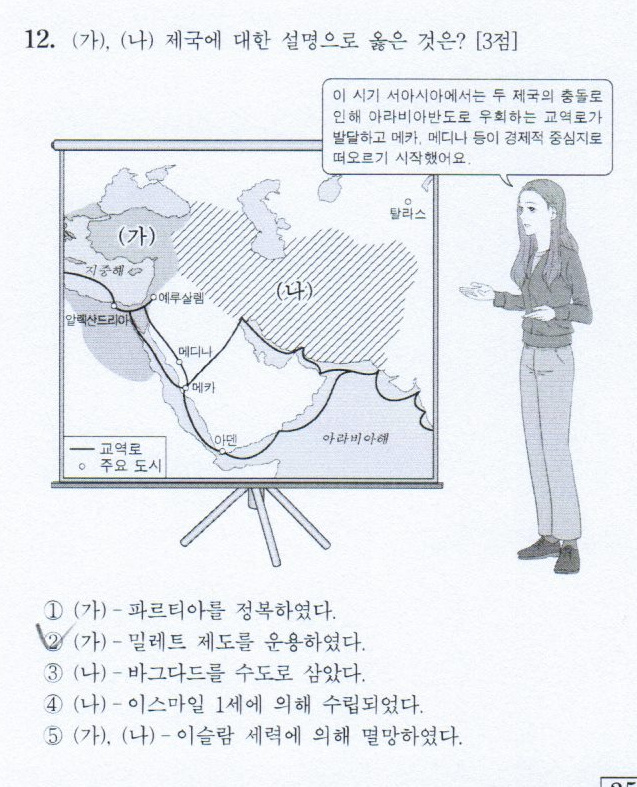 12. (가), (나) 제국에 대한 설명으로 옳은 것은? [3점]
이 시기 서아시아에서는 두 제국의 충돌로
인해 아라비아반도로 우회하는 교역로가
발달하고 메카, 메디나 등이 경제적 중심지로
떠오르기 시작했어요.
탈라스
(가)
지중해
(나)
예루살렘
알렉산드리아
메디나
메카
아덴
아라비아해
교역로
주요 도시
① (가) - 파르티아를 정복하였다.
② (가) - 밀레트 제도를 운용하였다.
③ (나) - 바그다드를 수도로 삼았다.
④ (나) - 이스마일 1세에 의해 수립되었다.
⑤ (가), (나) - 이슬람 세력에 의해 멸망하였다.